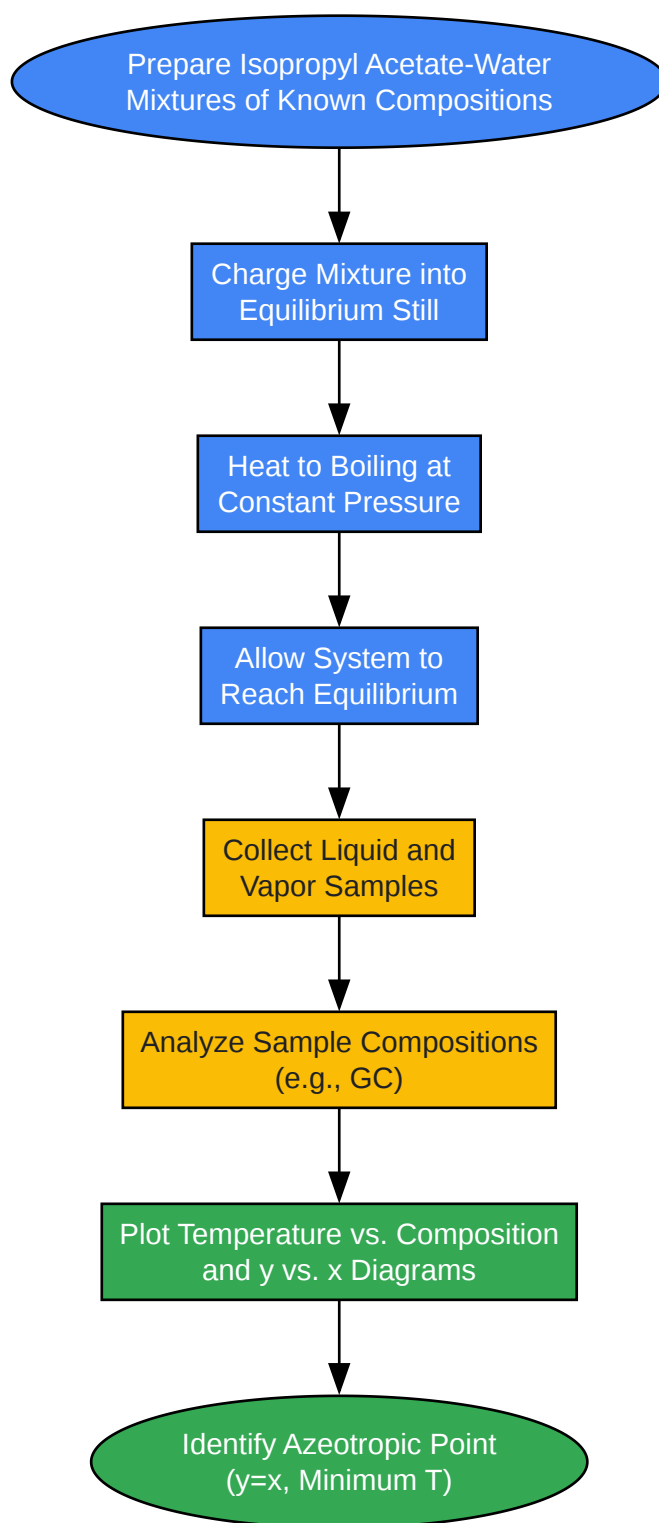 Prepare Isopropyl Acetate-Water
Mixtures of Known Compositions
Charge Mixture into
Equilibrium Still
Heat to Boiling at
Constant Pressure
Allow System to
Reach Equilibrium
Collect Liquid and
Vapor Samples
Analyze Sample Compositions
(e.g., GC)
Plot Temperature vs. Composition
and y vs. x Diagrams
Identify Azeotropic Point
(y=x, Minimum T)